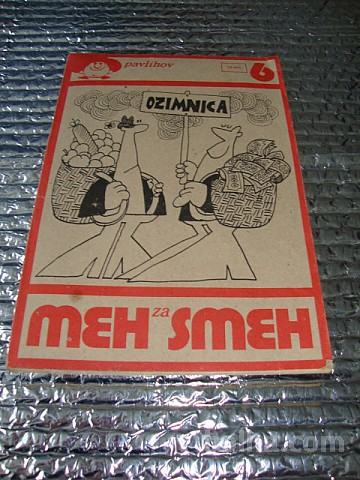 pavlihov
6
OZIMNICA
MEH za SMEH